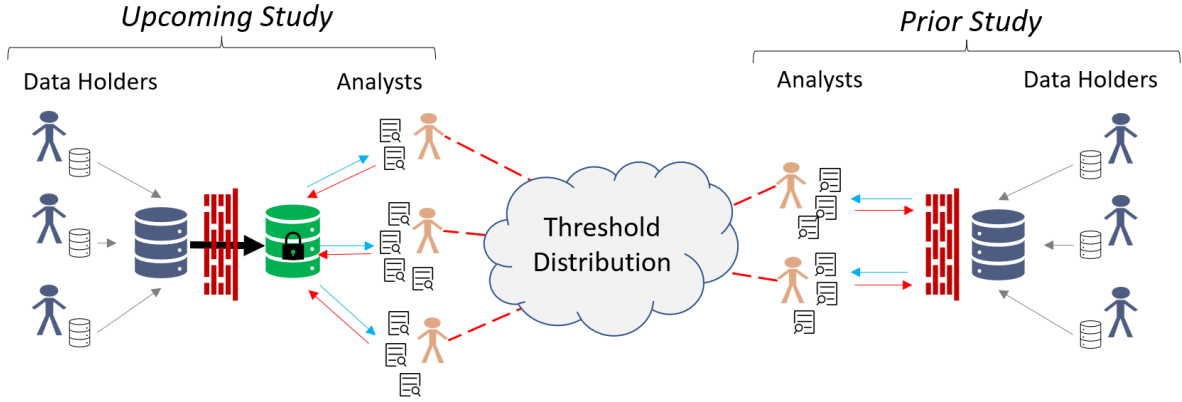 Upcoming Study
Prior Study
Data Holders
Analysts
Analysts
Data Holders
Threshold
Distribution